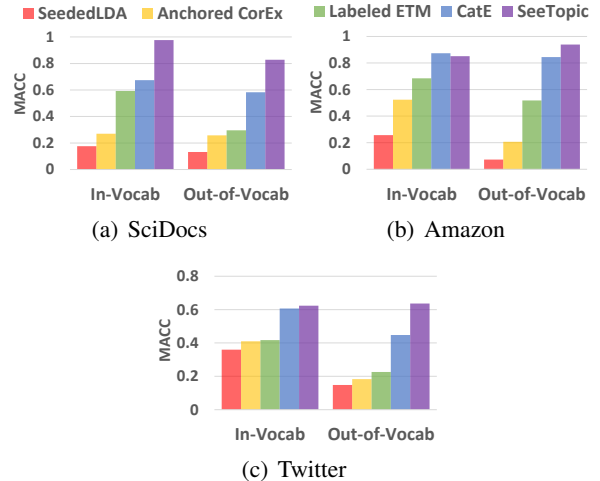 SeededLDA Anchored CorEx Labeled ETM CatE SeeTopic
MACC
1
0.8
0.6
0.4
0.2
0
In-Vocab Out-of-Vocab
(a) SciDocs
MACC
1
0.8
0.6
0.4
0.2
0
In-Vocab Out-of-Vocab
(b) Amazon
MACC
0.8
0.6
0.4
0.2
0
In-Vocab Out-of-Vocab
(c) Twitter